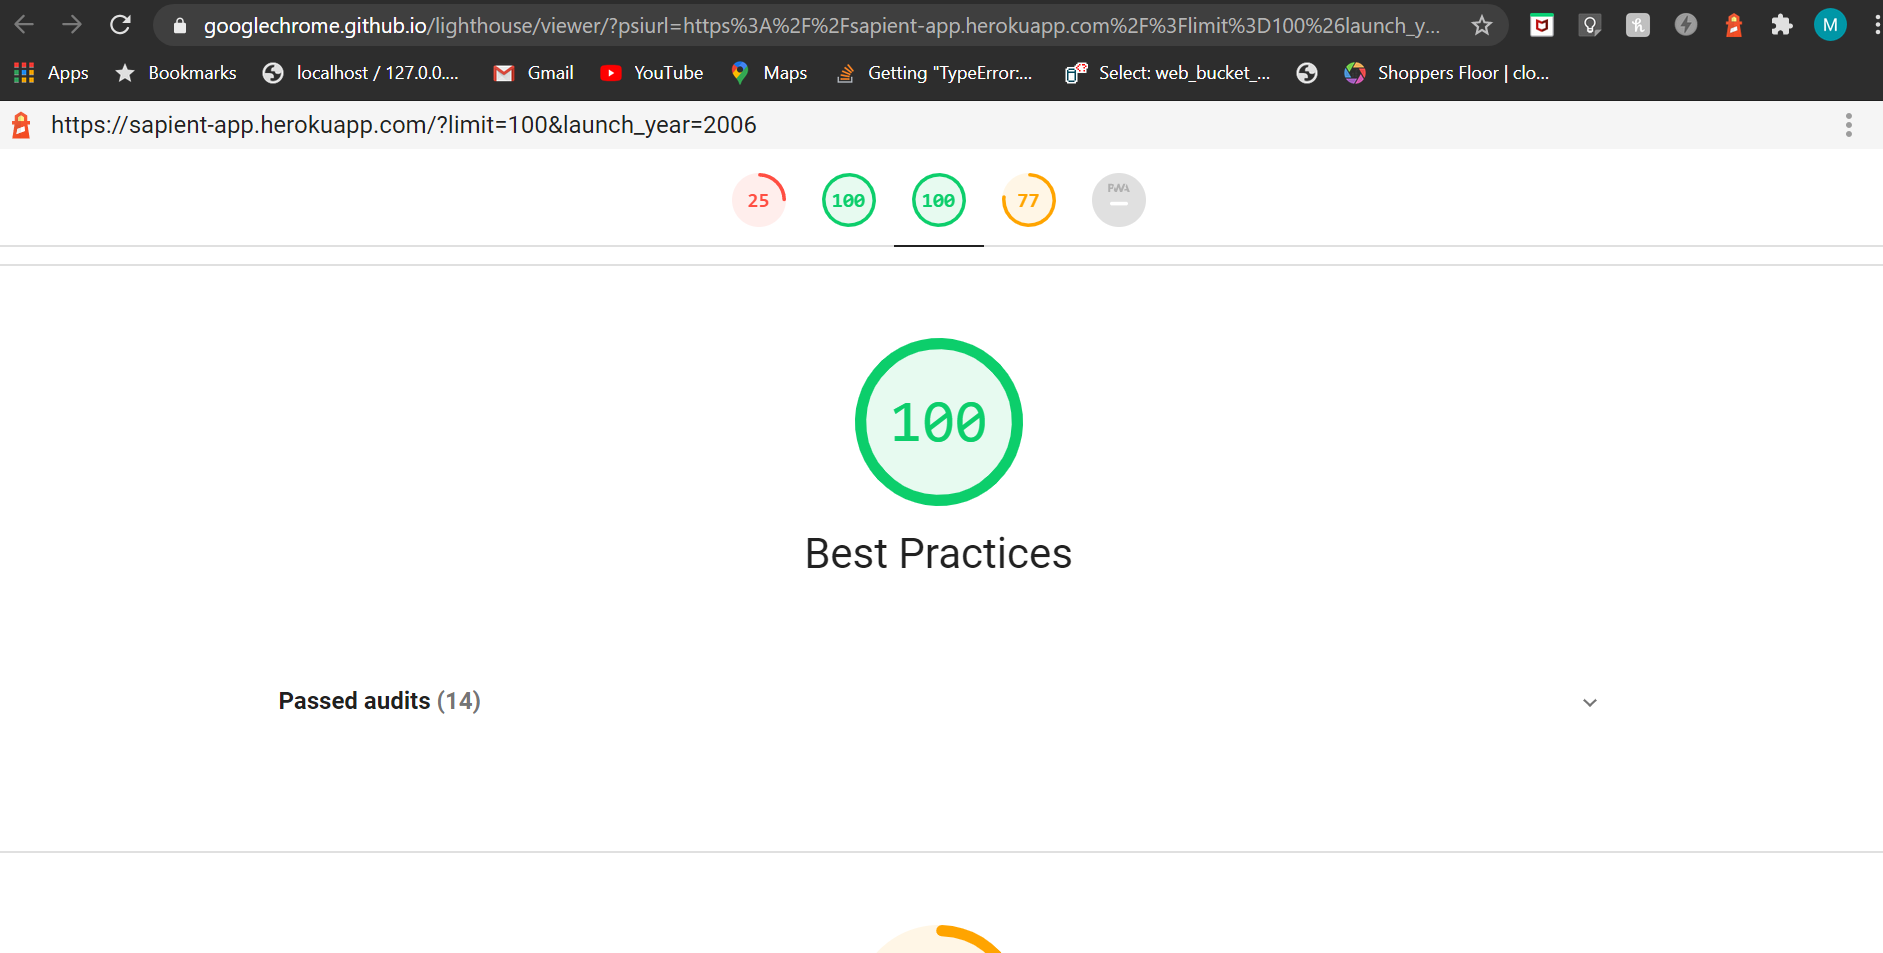 googlechrome.github.io/lighthouse/viewer/?psiurl=https%3A%2F%2Fsapient-app.herokuapp.com%2F%3Flimit%3D100%26launch_y...
M
Apps Bookmarks localhost / 127.0.0.... Gmail YouTube Maps Getting "TypeError:... Select: web_bucket_... Shoppers Floor | clo...
https://sapient-app.herokuapp.com/?limit=100&launch_year=2006
25 100 100 77 PWA
100
Best Practices
Passed audits (14)